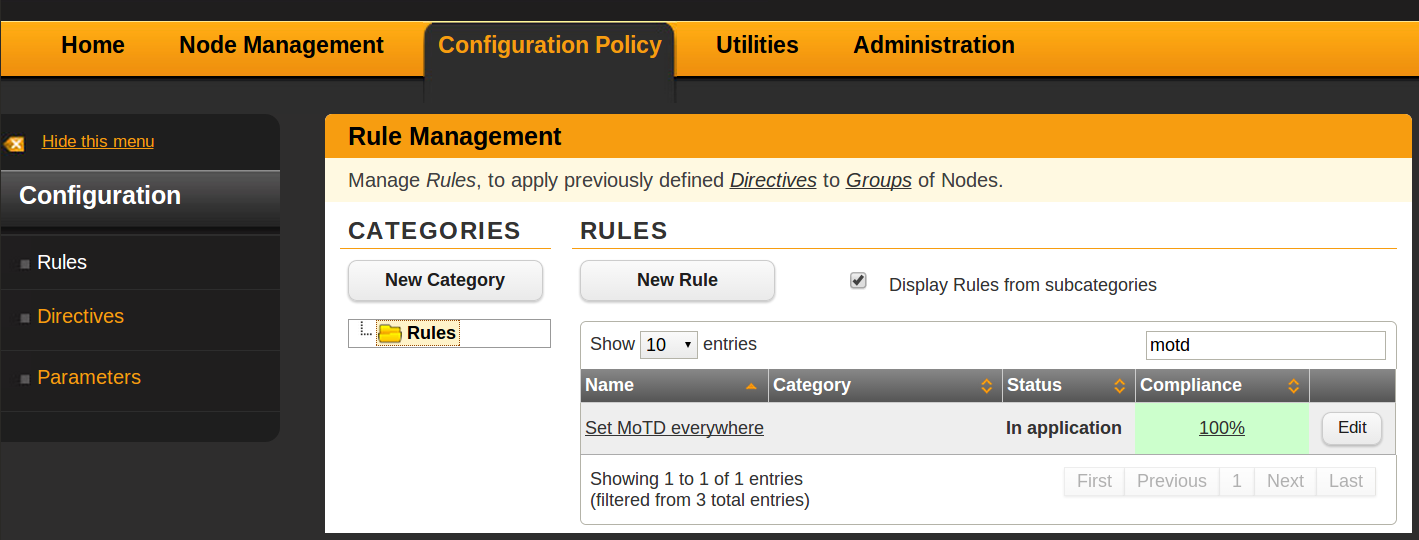 Home Node Management Configuration Policy Utilities Administration
Hide this menu
Configuration
Rules
Directives
Parameters
Rule Management
Manage Rules, to apply previously defined Directives to Groups of Nodes.
CATEGORIES
New Category
Rules
RULES
New Rule
Display Rules from subcategories
Show 10 entries
motd
Name Category Status Compliance
Set MoTD everywhere In application 100% Edit
Showing 1 to 1 of 1 entries
(filtered from 3 total entries)
First Previous 1 Next Last